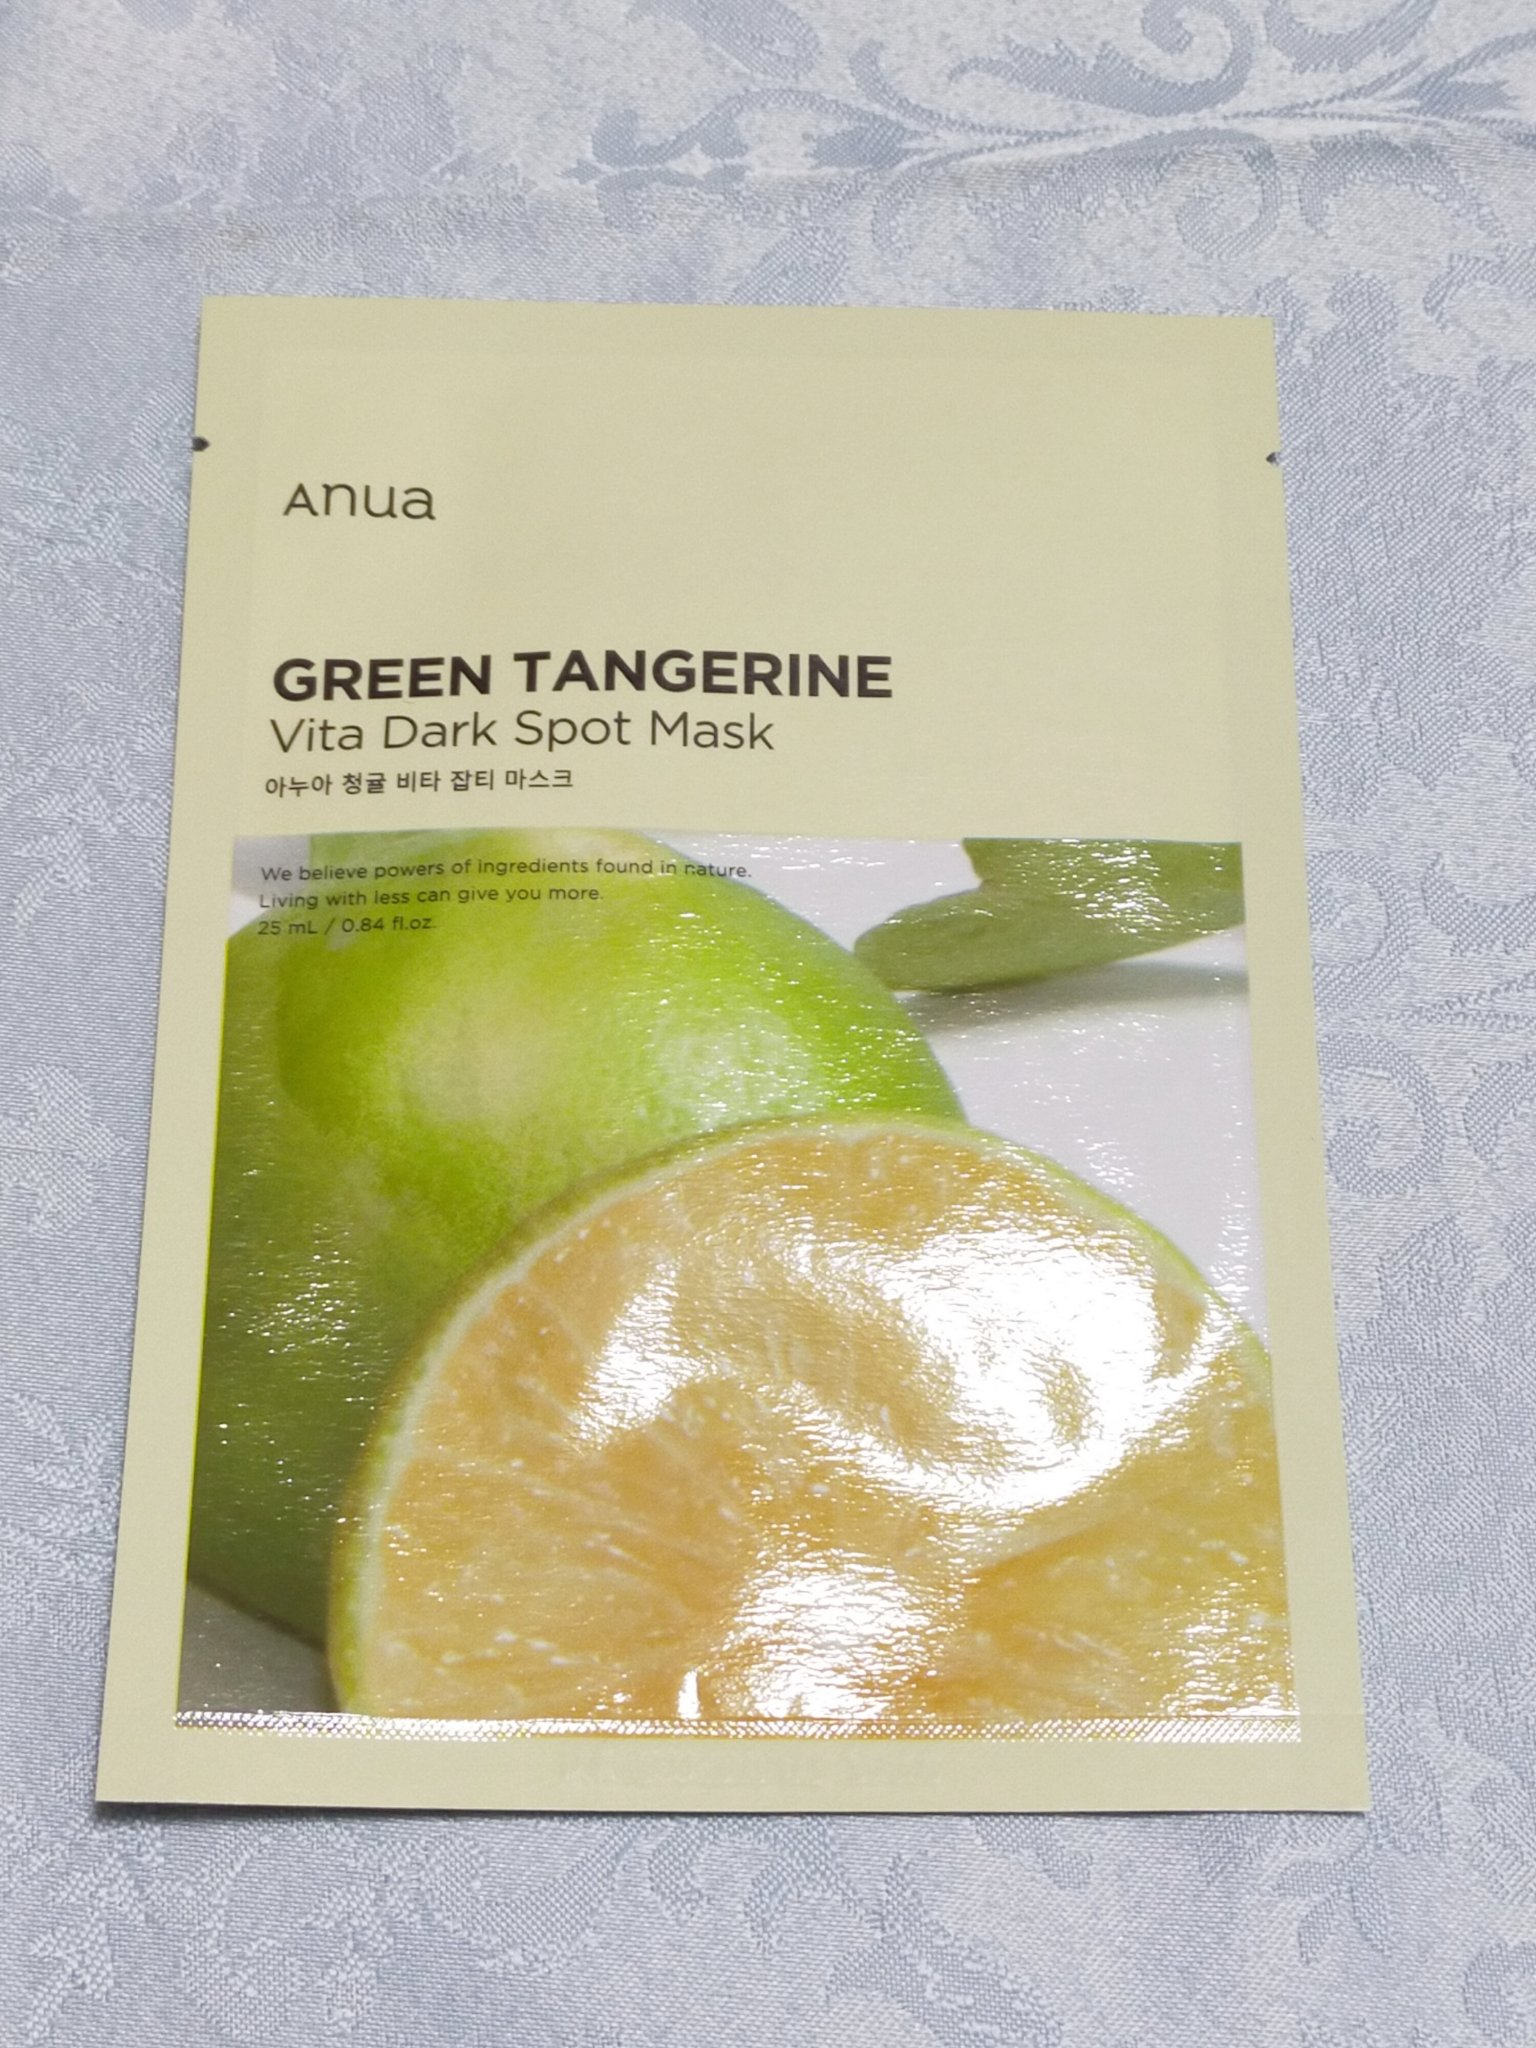 Anua
GREEN TANGERINE
Vita Dark Spot Mask
아누아 청귤 비타 잡티 마스크
We believe powers of ingredients found in nature.
Living with less can give you more.
25 mL / 0.84 fl.oz.